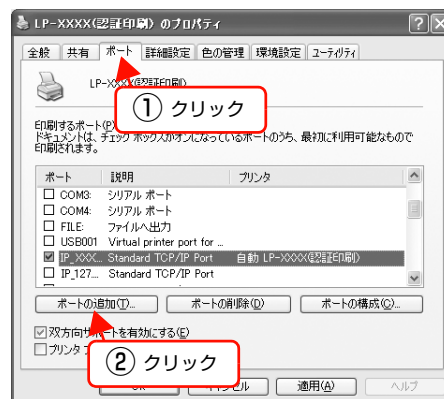 LP-XXXX(認証印刷) のプロパティ
全般 共有 ポート 詳細設定 色の管理 環境設定 ユーティリティ
LP-XXXX(認証印刷)
① クリック
印刷するポート(P)
ドキュメントは、チェック ボックスがオンになっているポートのうち、最初に利用可能なもので
印刷されます。
ポート 説明 プリンタ
COM3: シリアル ポート
COM4: シリアル ポート
FILE: ファイルへ出力
USB001 Virtual printer port for ...
IP_XXX... Standard TCP/IP Port 自動 LP-XXXX(認証印刷)
IP_127... Standard TCP/IP Port
ポートの追加(T)... ポートの削除(D) ポートの構成(C)...
双方向サポートを有効にする(E)
プリンタ
② クリック
適用(A) ヘルプ